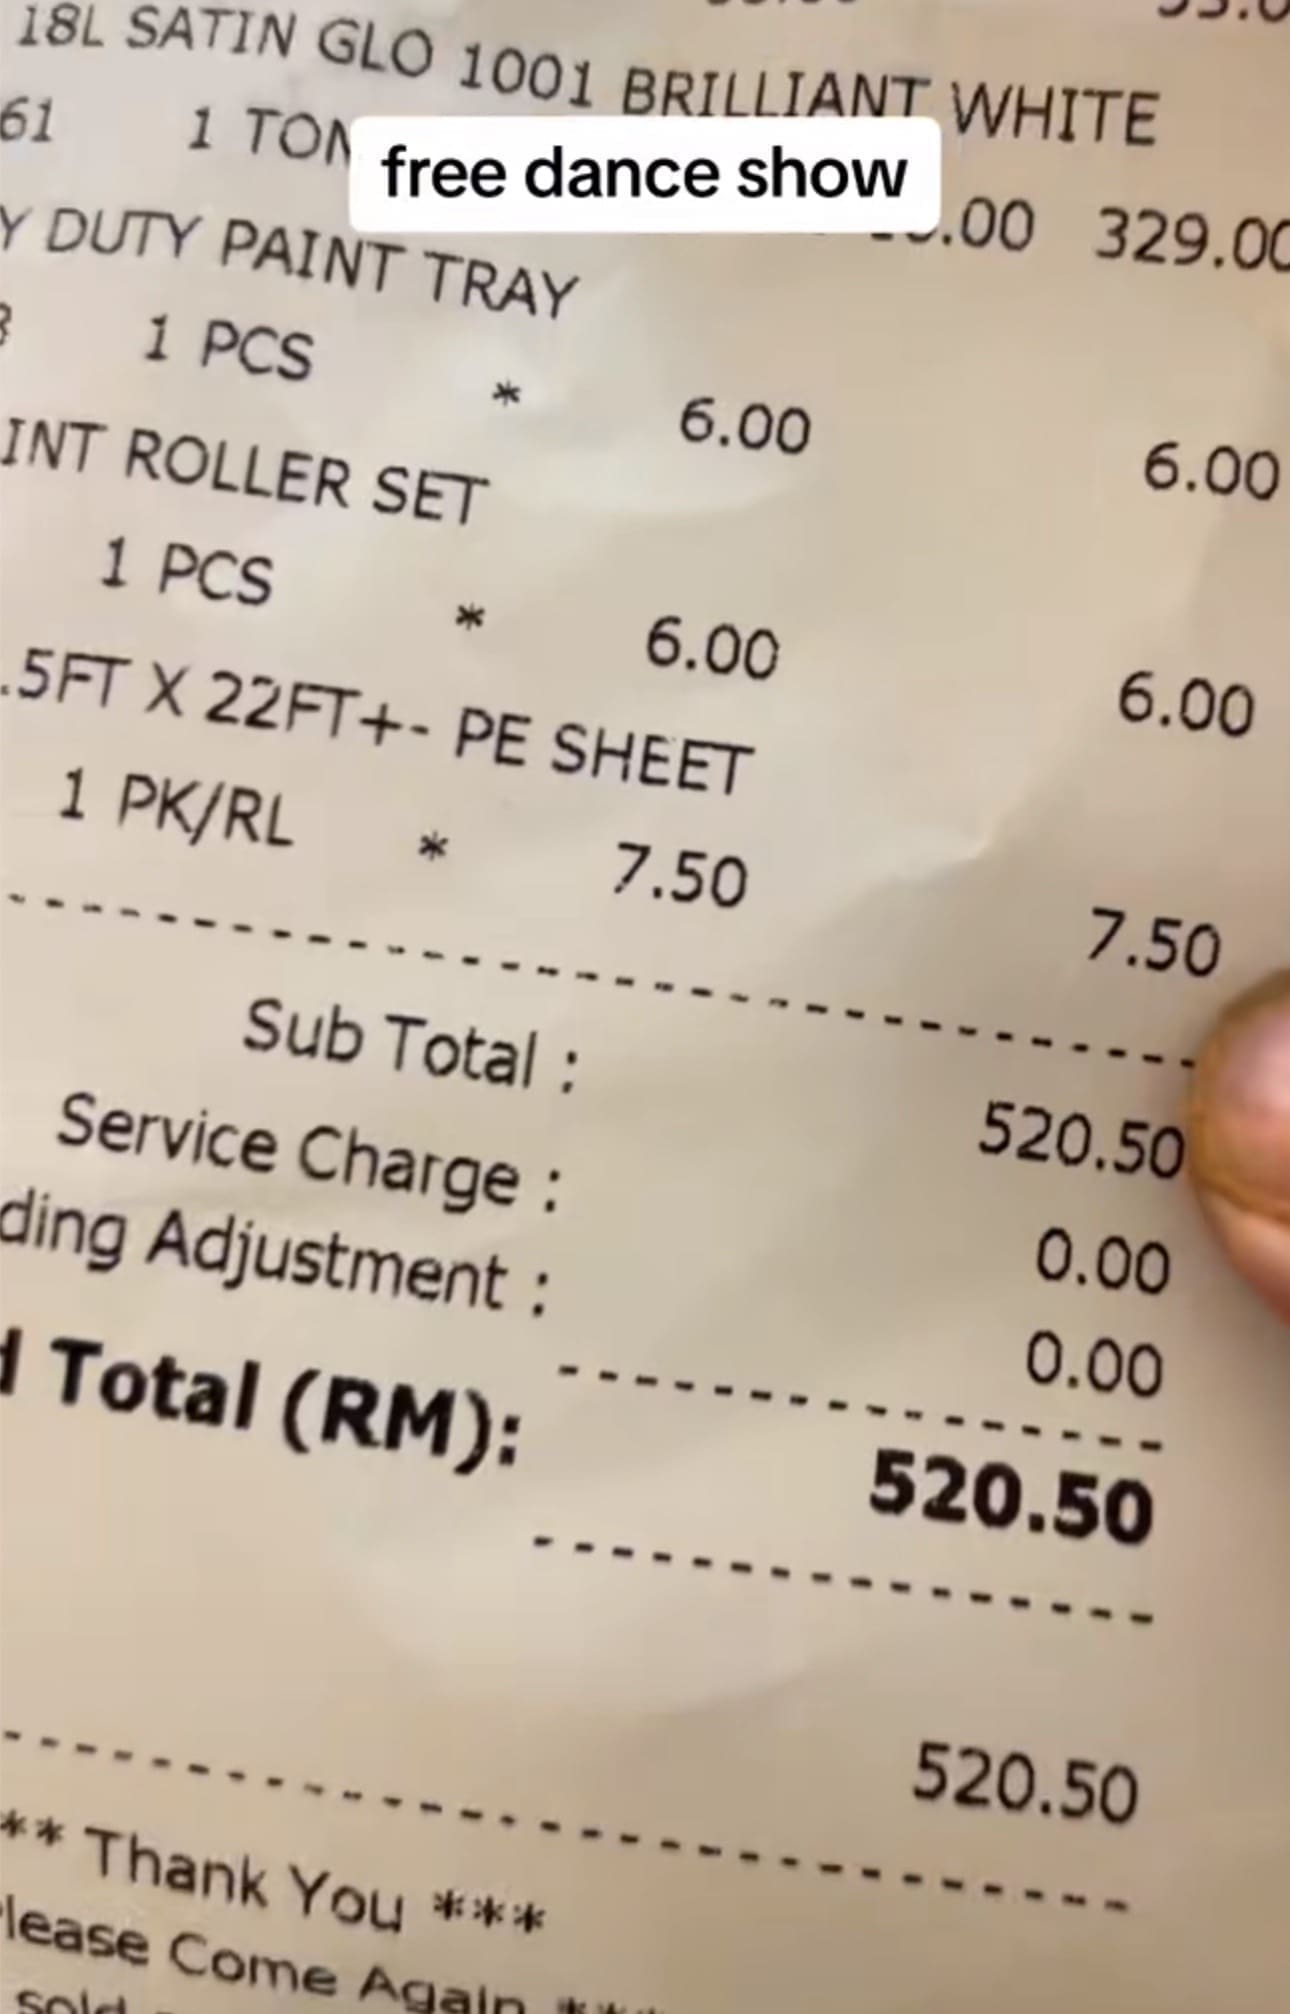 18L SATIN GLO 1001 BRILLIANT WHITE
61 1 TON
free dance show
.00 329.00
Y DUTY PAINT TRAY
1 PCS * 6.00 6.00
INT ROLLER SET
1 PCS * 6.00 6.00
.5FT X 22FT+- PE SHEET
1 PK/RL * 7.50 7.50
Sub Total : 520.50
Service Charge : 0.00
ding Adjustment : 0.00
d Total (RM): 520.50
520.50
** Thank You ***
lease Come Again ***
sold